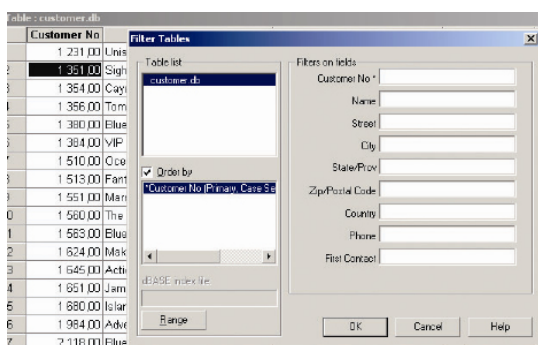 Table : customer.db
Customer No
1 231,00 Unis
1 351,00 Sigh
1 354,00 Cayi
1 356,00 Tom
1 380,00 Blue
1 384,00 VIP
1 510,00 Oce
1 513,00 Fant
1 551,00 Mari
1 560,00 The
1 563,00 Blue
1 624,00 Mak
1 645,00 Acti
1 651,00 Jam
1 680,00 Islar
1 984,00 Adve
2 118,00 Blue
Filter Tables
Table list
customer.db
Order by
*Customer No (Primary, Case Se
dBASE index file
Range
Filters on fields
Customer No *
Name
Street
City
State/Prov
Zip/Postal Code
Country
Phone
First Contact
OK
Cancel
Help